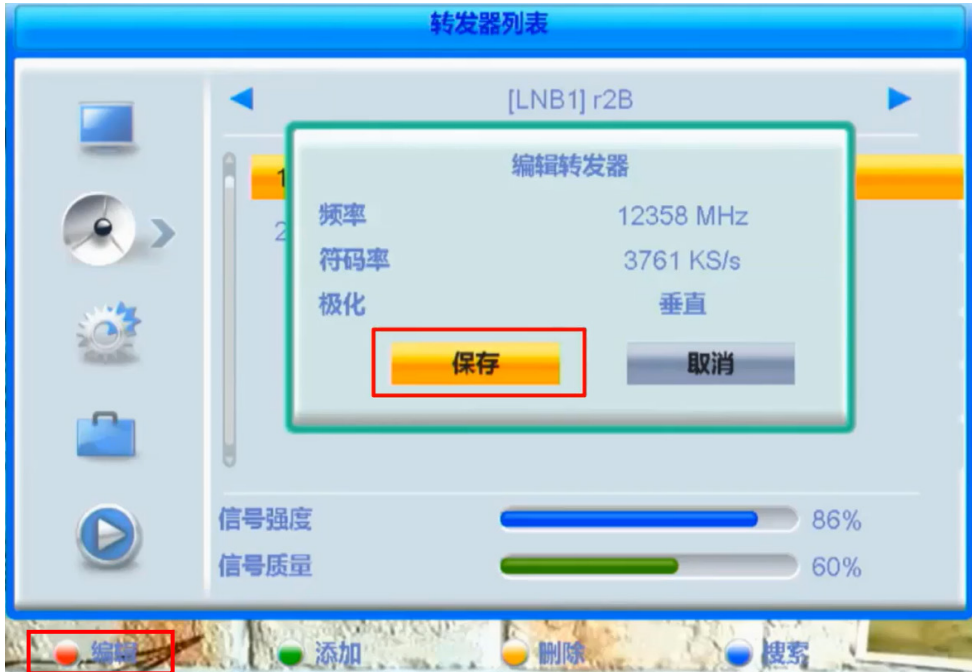 转发器列表
[LNB1] r2B
1
2
编辑转发器
频率 12358 MHz
符码率 3761 KS/s
极化 垂直
保存 取消
信号强度 86%
信号质量 60%
编辑 添加 删除 搜索